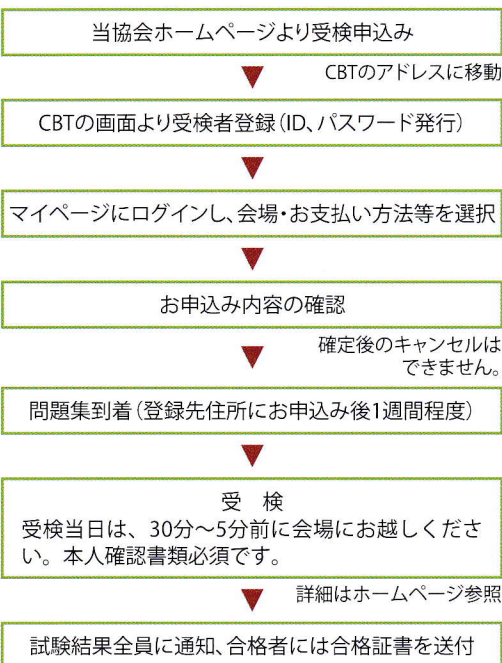 当協会ホームページより受検申込み
CBTのアドレスに移動
CBTの画面より受検者登録(ID、パスワード発行)
マイページにログインし、会場・お支払い方法等を選択
お申込み内容の確認
確定後のキャンセルは
できません。
問題集到着(登録先住所にお申込み後1週間程度)
受 検
受検当日は、30分～5分前に会場にお越しくださ
い。本人確認書類必須です。
詳細はホームページ参照
試験結果全員に通知、合格者には合格証書を送付